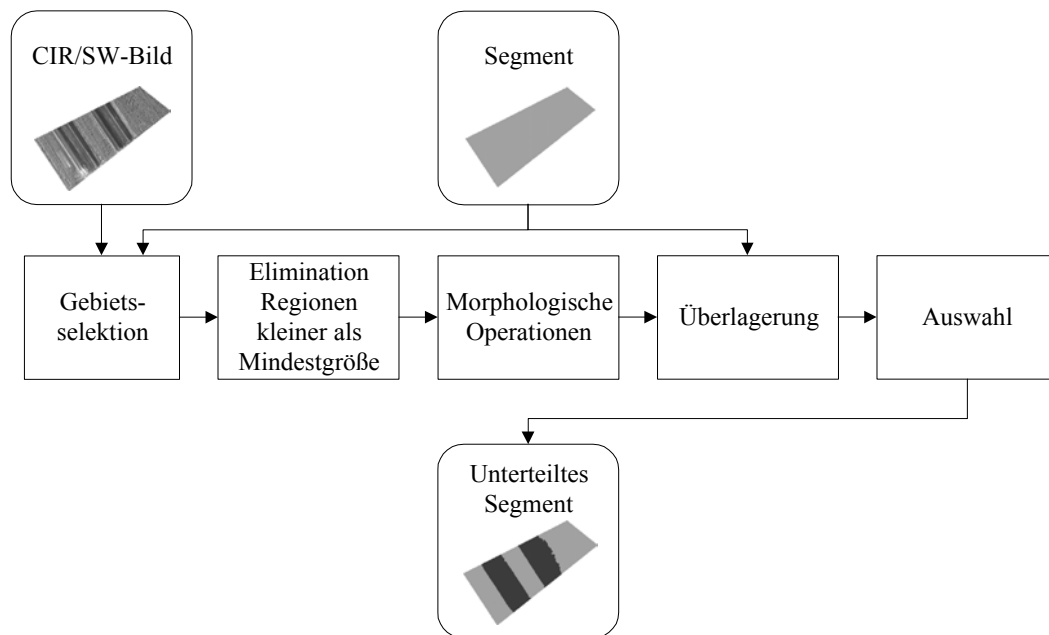 CIR/SW-Bild
Segment
Gebiets-
selektion
Elimination
Regionen
kleiner als
Mindestgröße
Morphologische
Operationen
Überlagerung
Auswahl
Unterteiltes
Segment